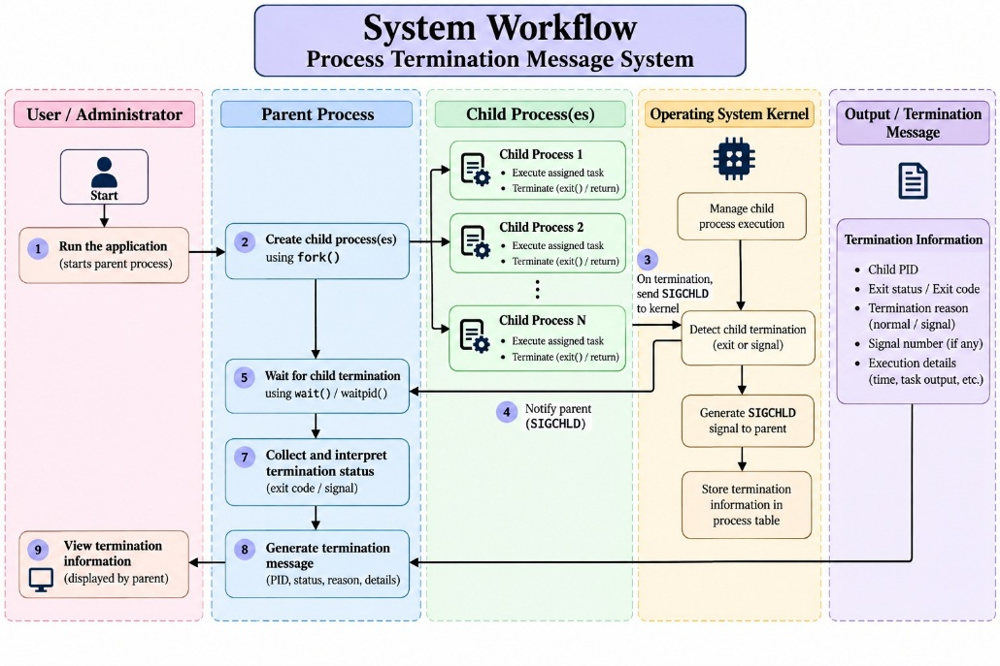 System Workflow
Process Termination Message System
User / Administrator
Start
1
Run the application
(starts parent process)
9
View termination
information
(displayed by parent)
Parent Process
2
Create child process(es)
using fork()
5
Wait for child termination
using wait() / waitpid()
7
Collect and interpret
termination status
(exit code / signal)
8
Generate termination
message
(PID, status, reason, details)
Child Process(es)
Child Process 1
• Execute assigned task
• Terminate (exit() / return)
Child Process 2
• Execute assigned task
• Terminate (exit() / return)
Child Process N
• Execute assigned task
• Terminate (exit() / return)
4
Notify parent
(SIGCHLD)
Operating System Kernel
Manage child
process execution
3
On termination,
send SIGCHLD
to kernel
Detect child termination
(exit or signal)
Generate SIGCHLD
signal to parent
Store termination
information in
process table
Output / Termination
Message
Termination Information
• Child PID
• Exit status / Exit code
• Termination reason
(normal / signal)
• Signal number (if any)
• Execution details
(time, task output, etc.)